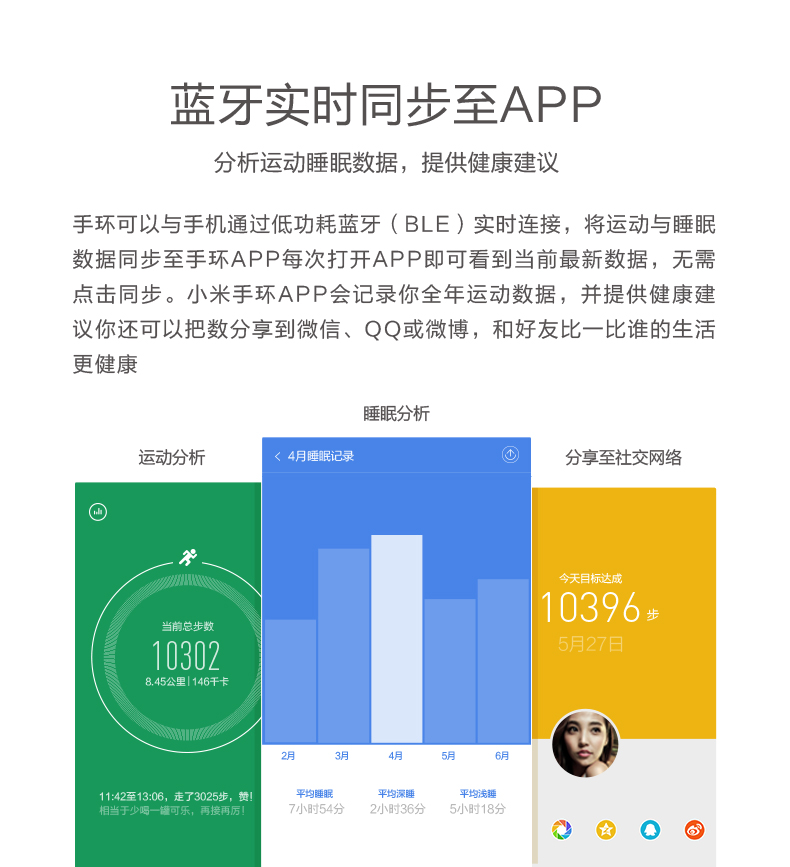 蓝牙实时同步至APP
分析运动睡眠数据，提供健康建议
手环可以与手机通过低功耗蓝牙（BLE）实时连接，将运动与睡眠
数据同步至手环APP每次打开APP即可看到当前最新数据，无需
点击同步。小米手环APP会记录你全年运动数据，并提供健康建
议你还可以把数分享到微信、QQ或微博，和好友比一比谁的生活
更健康
运动分析
当前总步数
10302
8.45公里|146千卡
11:42至13:06，走了3025步，赞！
相当于少喝一罐可乐，再接再厉！
睡眠分析
4月睡眠记录
2月 3月 4月 5月 6月
平均睡眠 平均深睡 平均浅睡
7小时54分 2小时36分 5小时18分
分享至社交网络
今天目标达成
10396 步
5月27日